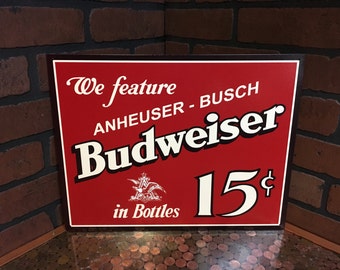 We feature
ANHEUSER - BUSCH
Budweiser
in Bottles
15¢